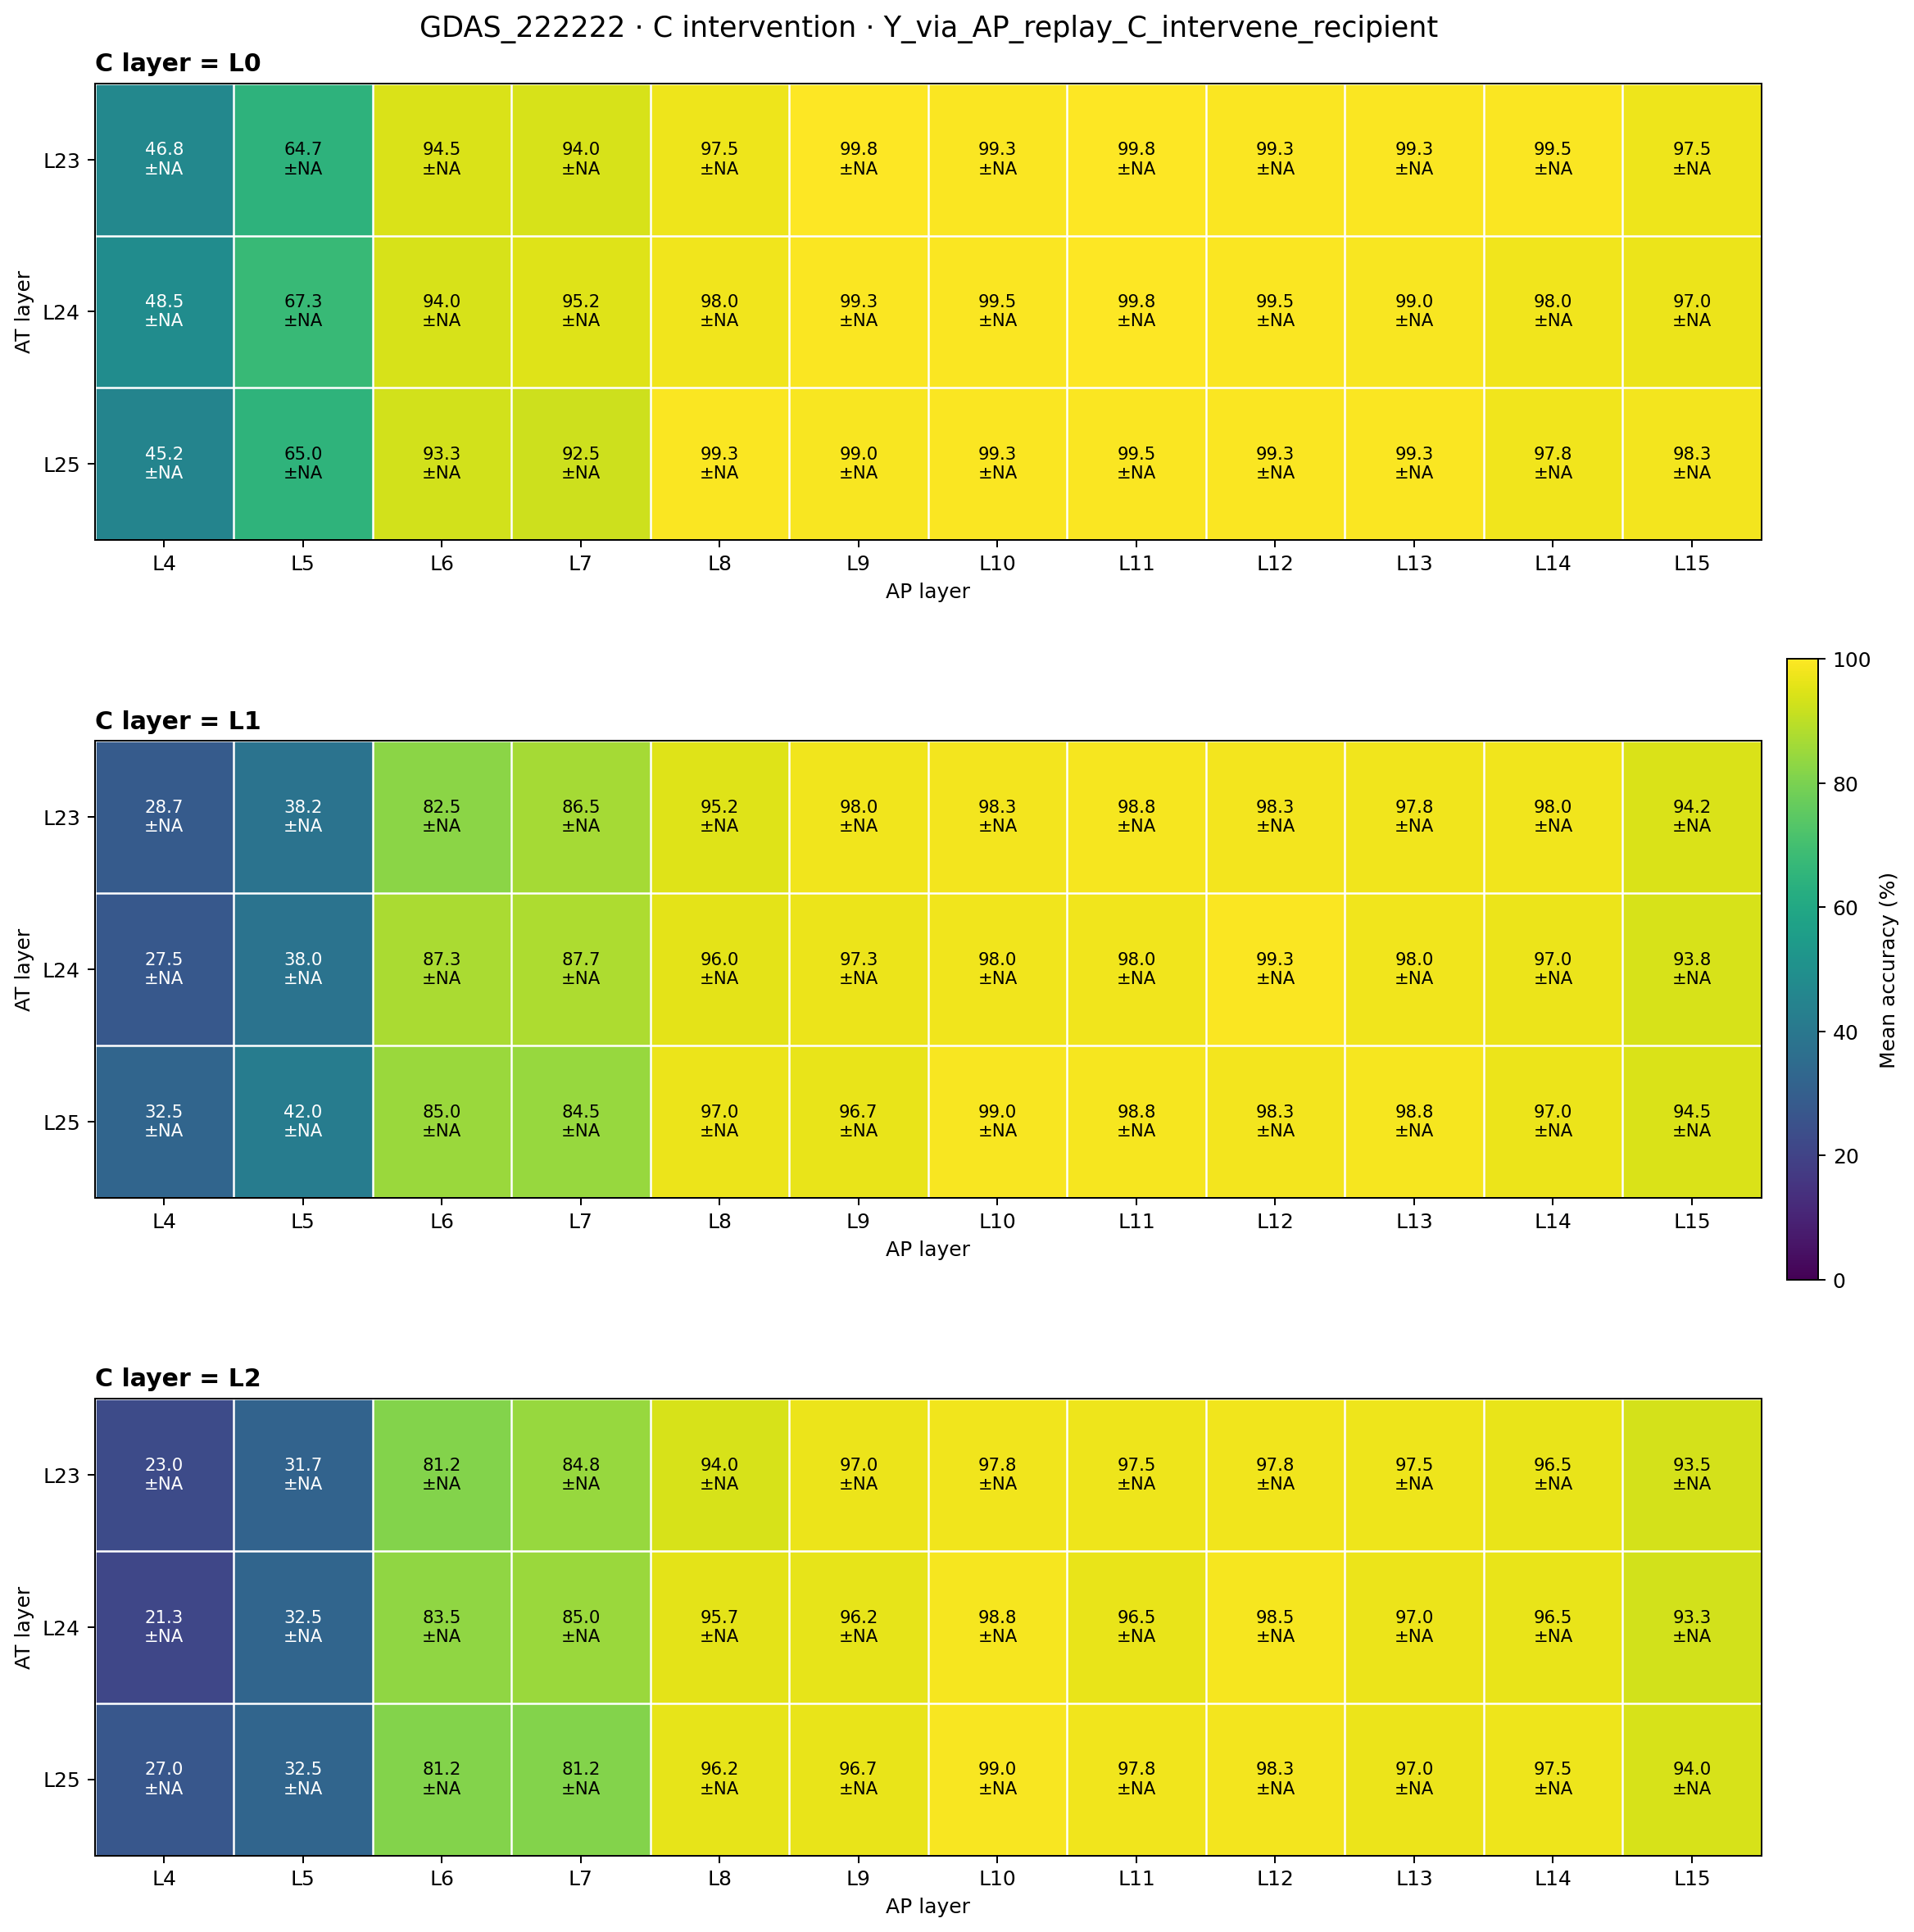 GDAS_222222 · C intervention · Y_via_AP_replay_C_intervene_recipient
C layer = L0
AT layer
L23
46.8 64.7 94.5 94.0 97.5 99.8 99.3 99.8 99.3 99.3 99.5 97.5
±NA ±NA ±NA ±NA ±NA ±NA ±NA ±NA ±NA ±NA ±NA ±NA
L24
48.5 67.3 94.0 95.2 98.0 99.3 99.5 99.8 99.5 99.0 98.0 97.0
±NA ±NA ±NA ±NA ±NA ±NA ±NA ±NA ±NA ±NA ±NA ±NA
L25
45.2 65.0 93.3 92.5 99.3 99.0 99.3 99.5 99.3 99.3 97.8 98.3
±NA ±NA ±NA ±NA ±NA ±NA ±NA ±NA ±NA ±NA ±NA ±NA
L4 L5 L6 L7 L8 L9 L10 L11 L12 L13 L14 L15
AP layer
C layer = L1
AT layer
L23
28.7 38.2 82.5 86.5 95.2 98.0 98.3 98.8 98.3 97.8 98.0 94.2
±NA ±NA ±NA ±NA ±NA ±NA ±NA ±NA ±NA ±NA ±NA ±NA
L24
27.5 38.0 87.3 87.7 96.0 97.3 98.0 98.0 99.3 98.0 97.0 93.8
±NA ±NA ±NA ±NA ±NA ±NA ±NA ±NA ±NA ±NA ±NA ±NA
L25
32.5 42.0 85.0 84.5 97.0 96.7 99.0 98.8 98.3 98.8 97.0 94.5
±NA ±NA ±NA ±NA ±NA ±NA ±NA ±NA ±NA ±NA ±NA ±NA
L4 L5 L6 L7 L8 L9 L10 L11 L12 L13 L14 L15
AP layer
100
80
60
40
20
0
Mean accuracy (%)
C layer = L2
AT layer
L23
23.0 31.7 81.2 84.8 94.0 97.0 97.8 97.5 97.8 97.5 96.5 93.5
±NA ±NA ±NA ±NA ±NA ±NA ±NA ±NA ±NA ±NA ±NA ±NA
L24
21.3 32.5 83.5 85.0 95.7 96.2 98.8 96.5 98.5 97.0 96.5 93.3
±NA ±NA ±NA ±NA ±NA ±NA ±NA ±NA ±NA ±NA ±NA ±NA
L25
27.0 32.5 81.2 81.2 96.2 96.7 99.0 97.8 98.3 97.0 97.5 94.0
±NA ±NA ±NA ±NA ±NA ±NA ±NA ±NA ±NA ±NA ±NA ±NA
L4 L5 L6 L7 L8 L9 L10 L11 L12 L13 L14 L15
AP layer